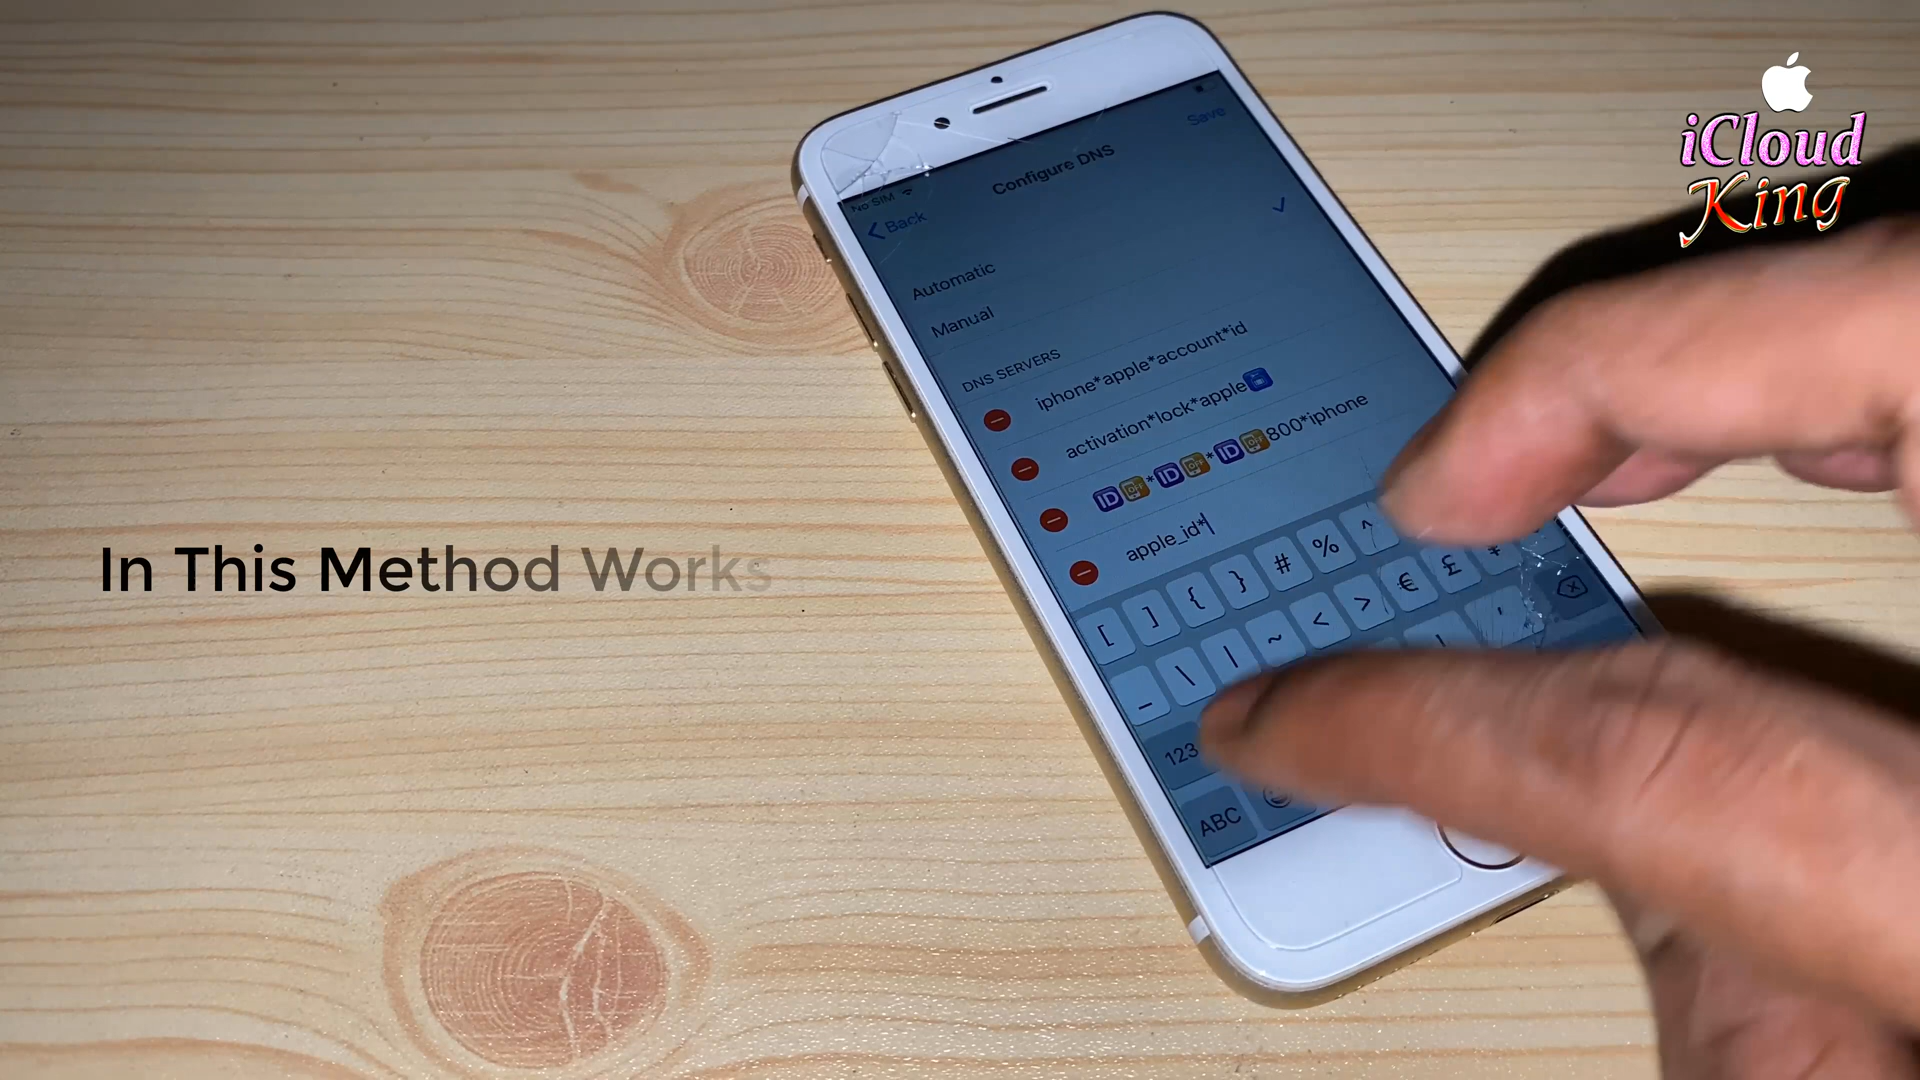 iCloud
King
Save
Configure DNS
No SIM
Back
Automatic
Manual
DNS SERVERS
iphone*apple*account*id
activation*lock*apple
🆔📴*🆔📴*🆔📴800*iphone
apple_id*
In This Method Works
[ ] { } # % ^
_ \ | ~ < > € £ ¥
123
ABC